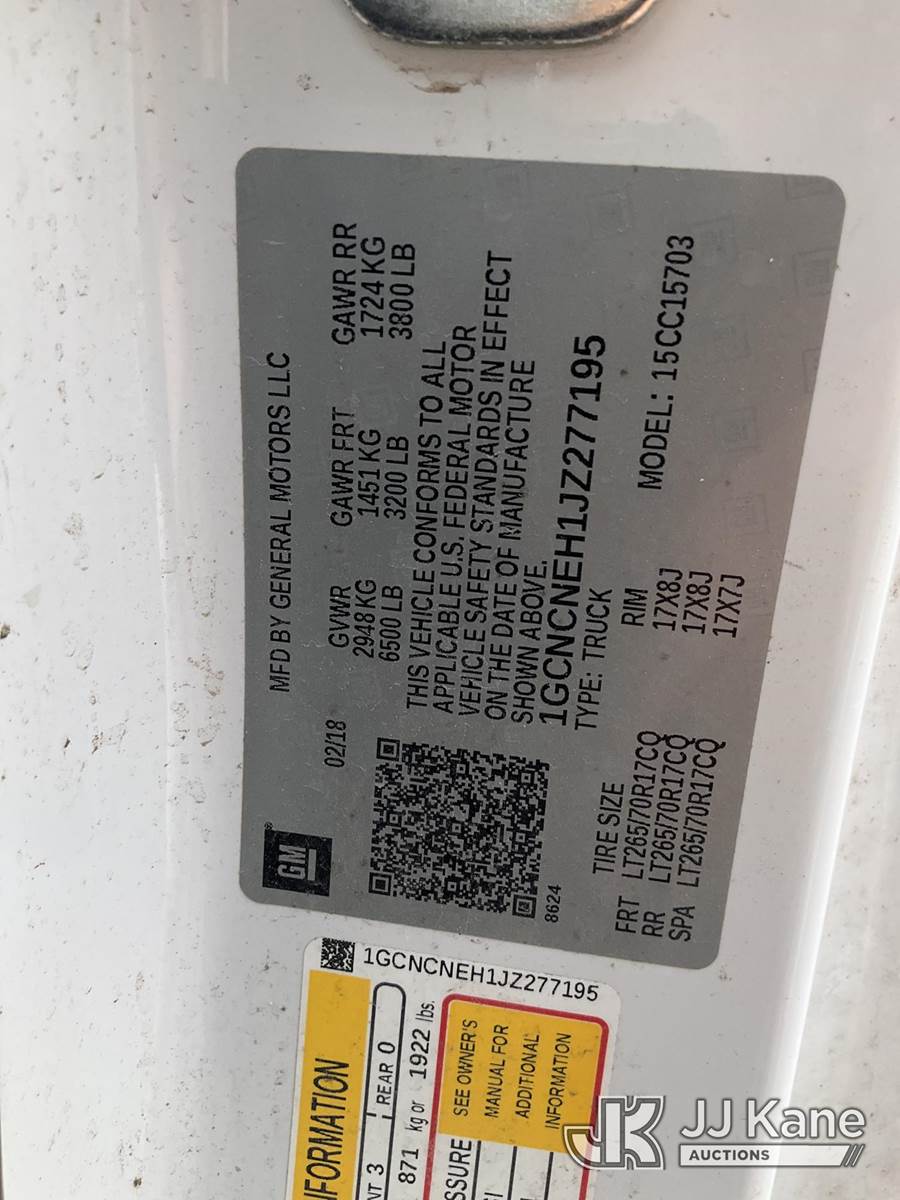 MFD BY GENERAL MOTORS LLC
GM
02/18
GVWR
GAWR FRT
GAWR RR
2948 KG
1451 KG
1724 KG
6500 LB
3200 LB
3800 LB
THIS VEHICLE CONFORMS TO ALL
APPLICABLE U.S. FEDERAL MOTOR
VEHICLE SAFETY STANDARDS IN EFFECT
ON THE DATE OF MANUFACTURE
SHOWN ABOVE.
1GCNCNEH1JZ277195
8624
TYPE: TRUCK
MODEL: 15CC15703
TIRE SIZE
RIM
FRT LT265/70R17CQ 17X8J
RR LT265/70R17CQ 17X8J
SPA LT265/70R17CQ 17X7J
1GCNCNEH1JZ277195
REAR 0
871 kg or 1922 lbs.
SEE OWNER'S
MANUAL FOR
ADDITIONAL
INFORMATION
JK JJ Kane
AUCTIONS